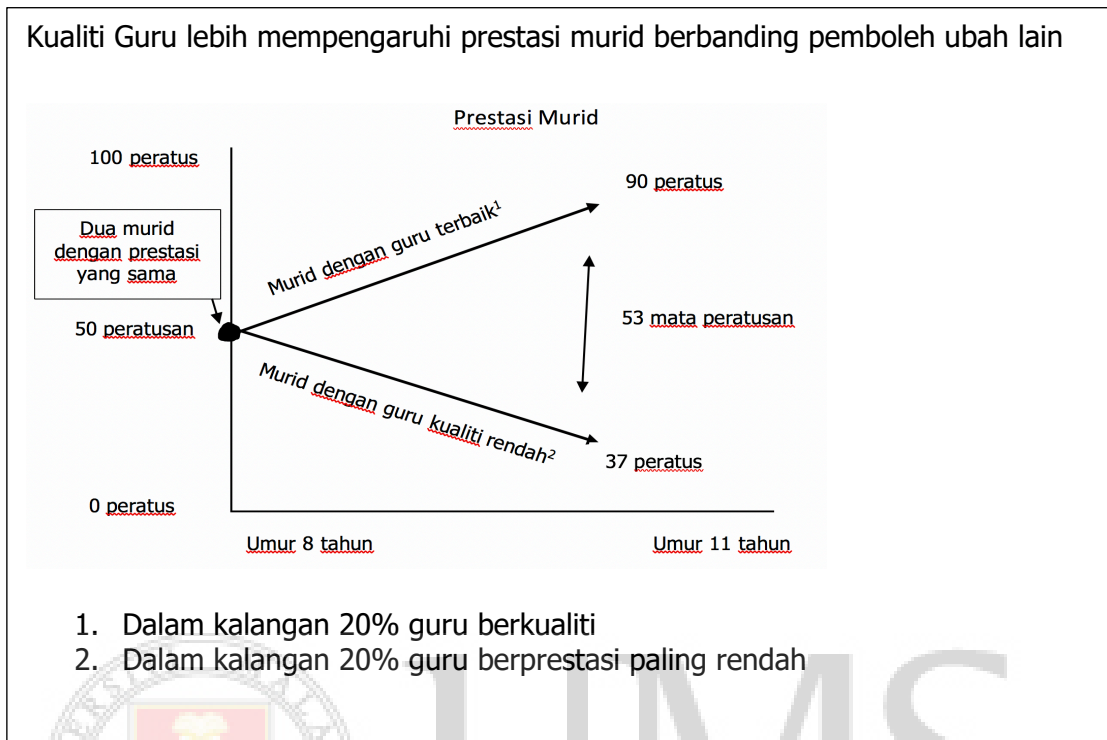 Kualiti Guru lebih mempengaruhi prestasi murid berbanding pemboleh ubah lain
Prestasi Murid
100 peratus
90 peratus
Dua murid
dengan prestasi
yang sama
Murid dengan guru terbaik¹
50 peratusan
53 mata peratusan
Murid dengan guru kualiti rendah²
37 peratus
0 peratus
Umur 8 tahun
Umur 11 tahun
1. Dalam kalangan 20% guru berkualiti
2. Dalam kalangan 20% guru berprestasi paling rendah
UMS